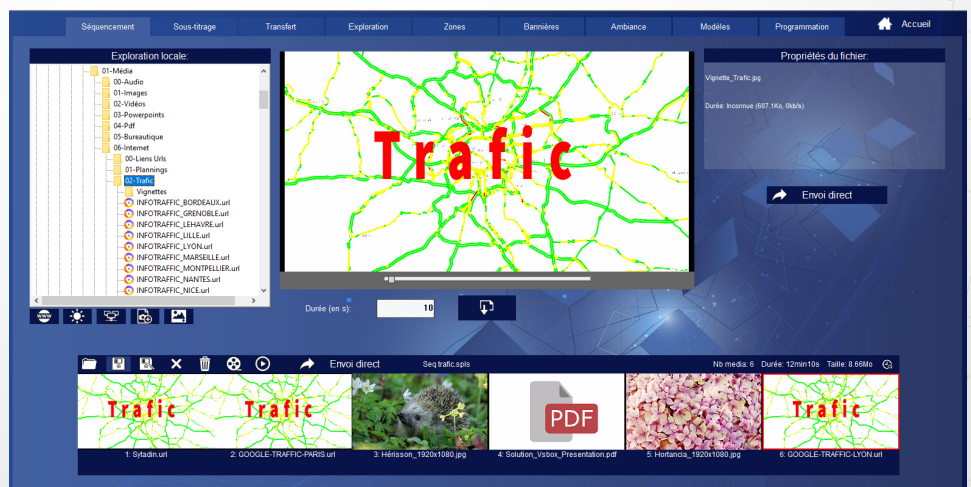 Séquencement Sous-titrage Transfert Exploration Zones Bannières Ambiance Modèles Programmation Accueil
Exploration locale:
01-Média
00-Audio
01-Images
02-Vidéos
03-Powerpoints
04-Pdf
05-Bureautique
06-Internet
00-Liens Urls
01-Plannings
02-Trafic
Vignettes
INFOTRAFFIC_BORDEAUX.url
INFOTRAFFIC_GRENOBLE.url
INFOTRAFFIC_LEHAVRE.url
INFOTRAFFIC_LILLE.url
INFOTRAFFIC_LYON.url
INFOTRAFFIC_MARSEILLE.url
INFOTRAFFIC_MONTPELLIER.url
INFOTRAFFIC_NANTES.url
INFOTRAFFIC_NICE.url
www
Trafic
Durée (en s): 10
Propriétés du fichier:
Vignette_Trafic.jpg
Durée: Inconnue (607.1Ko, 0kb/s)
Envoi direct
Envoi direct Seq trafic.spls Nb media: 6 Durée: 12min10s Taille: 8.66Mo
Trafic Trafic PDF Trafic
1: Sytadin.url 2: GOOGLE-TRAFFIC-PARIS.url 3: Hérisson_1920x1080.jpg 4: Solution_Vsbox_Presentation.pdf 5: Hortancia_1920x1080.jpg 6: GOOGLE-TRAFFIC-LYON.url